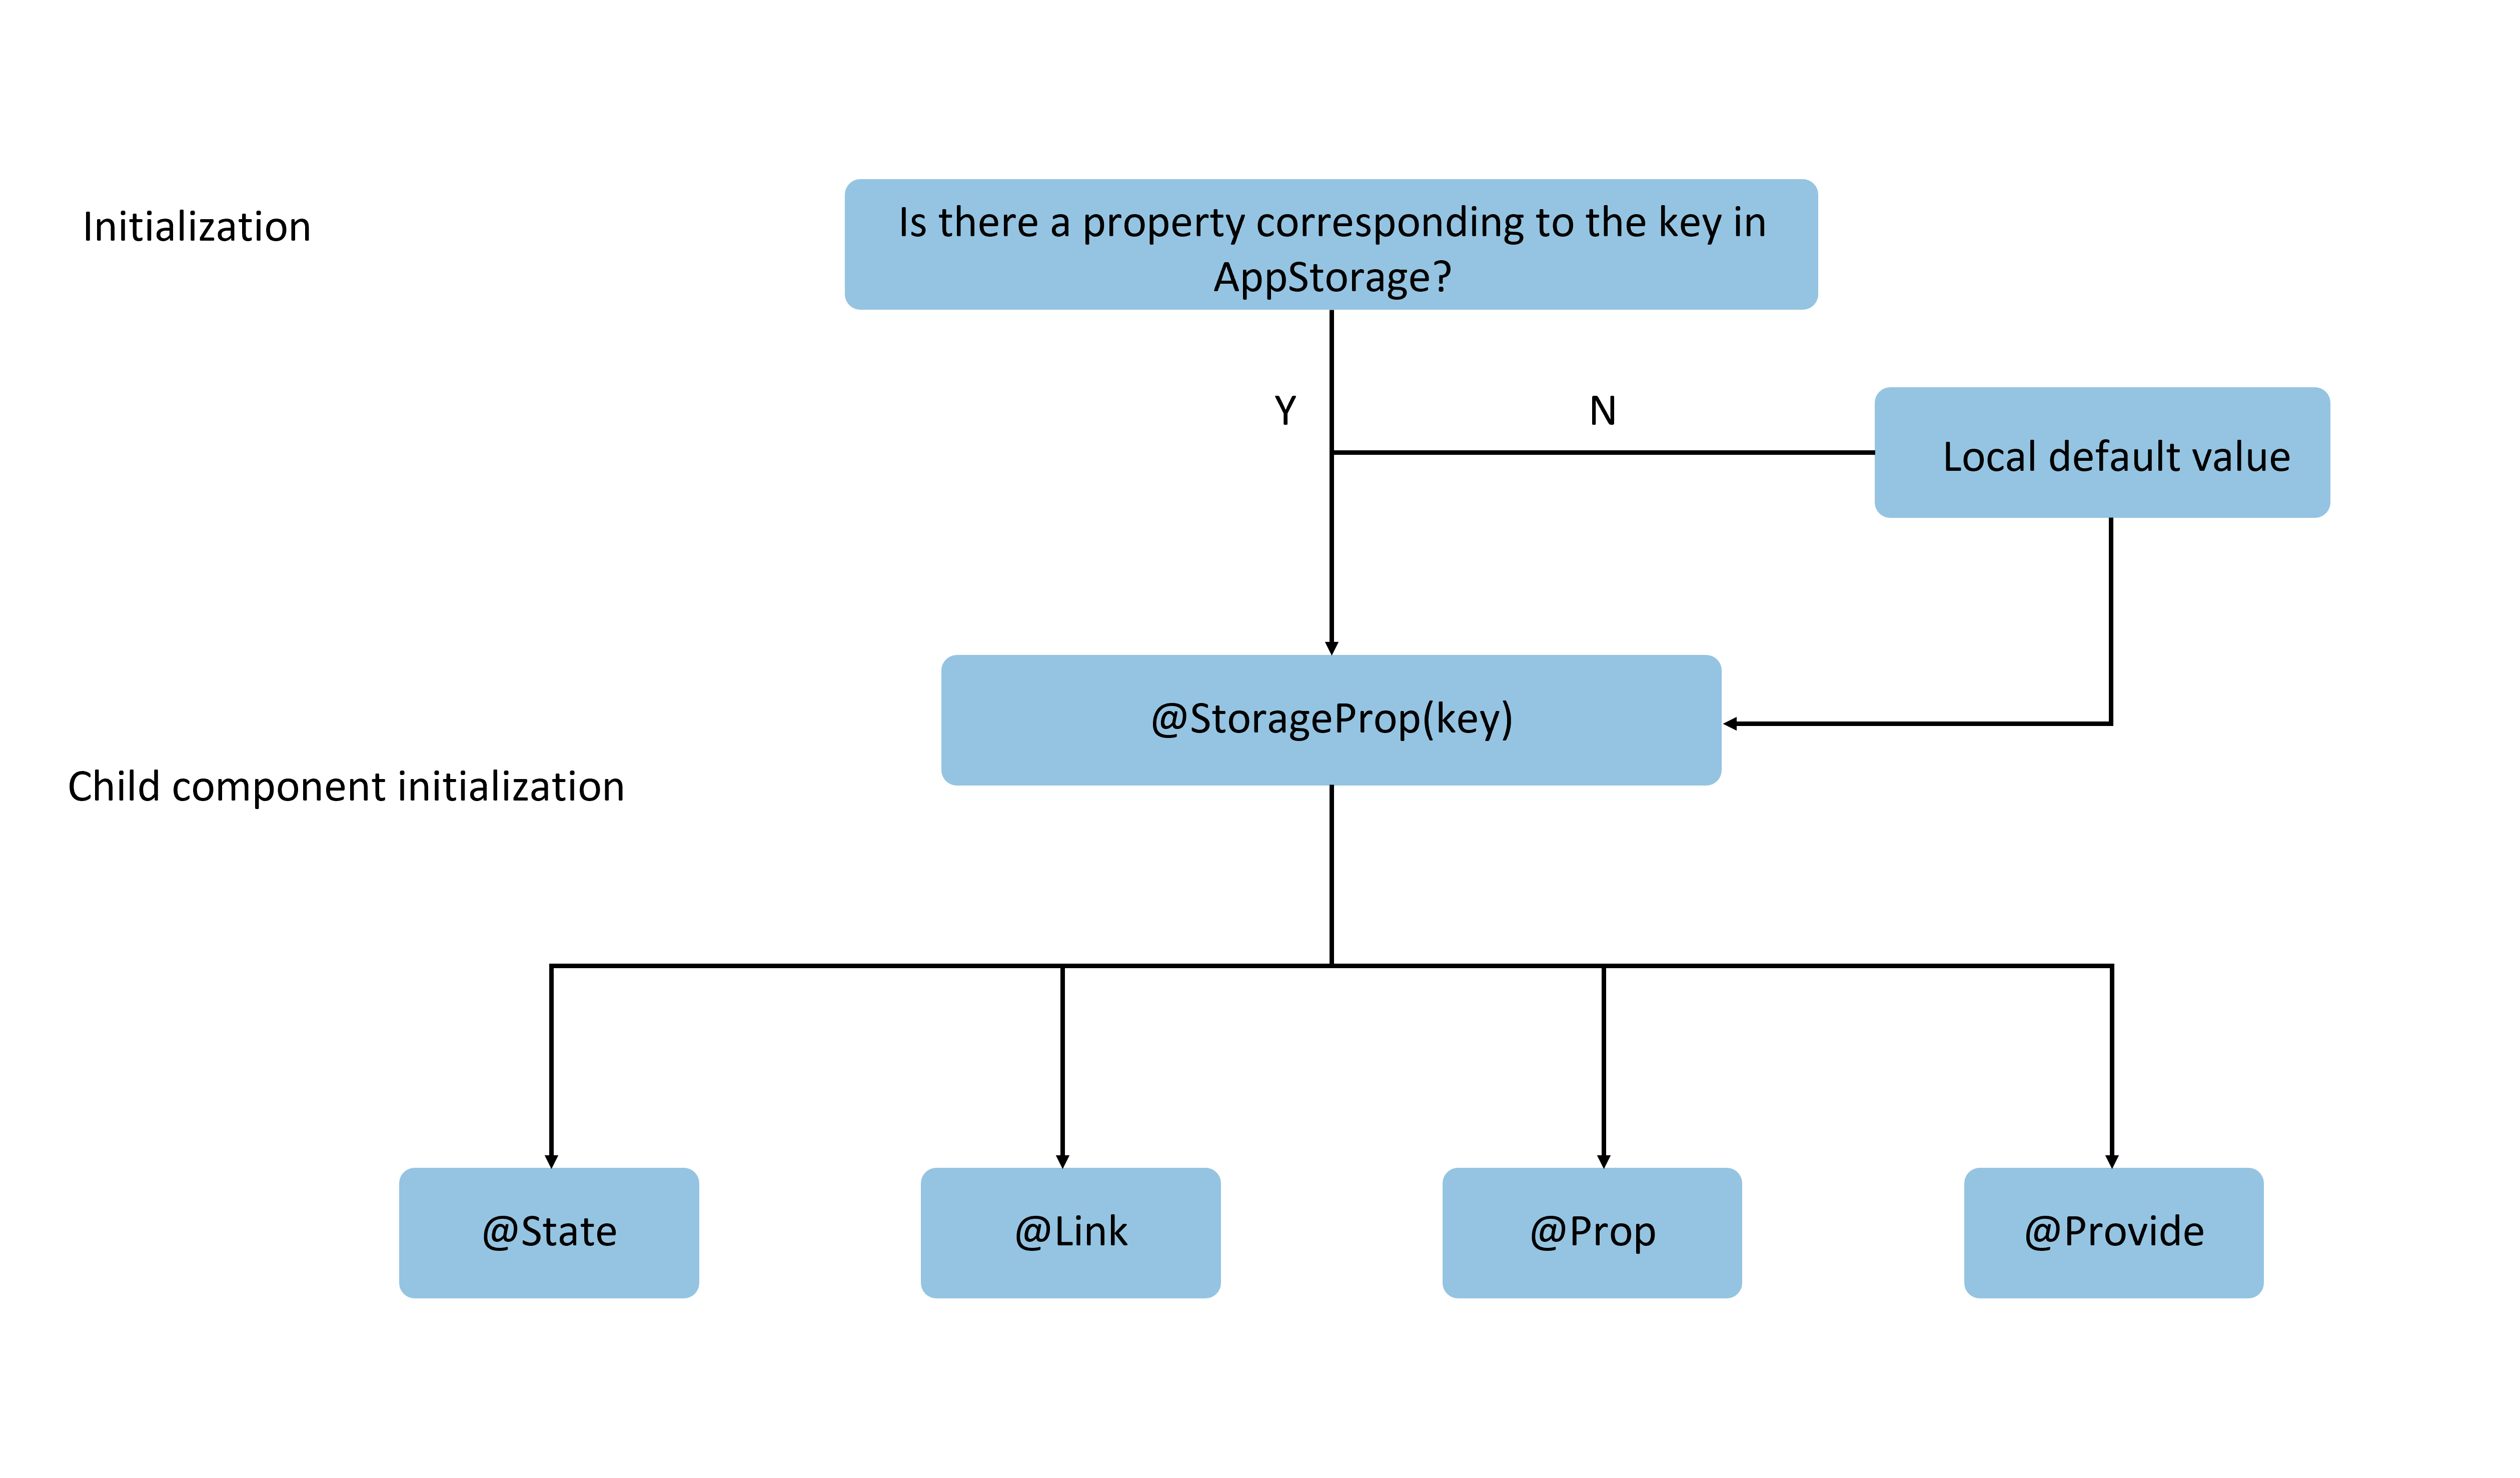 Initialization
Is there a property corresponding to the key in
AppStorage?
Y
N
Local default value
@StorageProp(key)
Child component initialization
@State
@Link
@Prop
@Provide